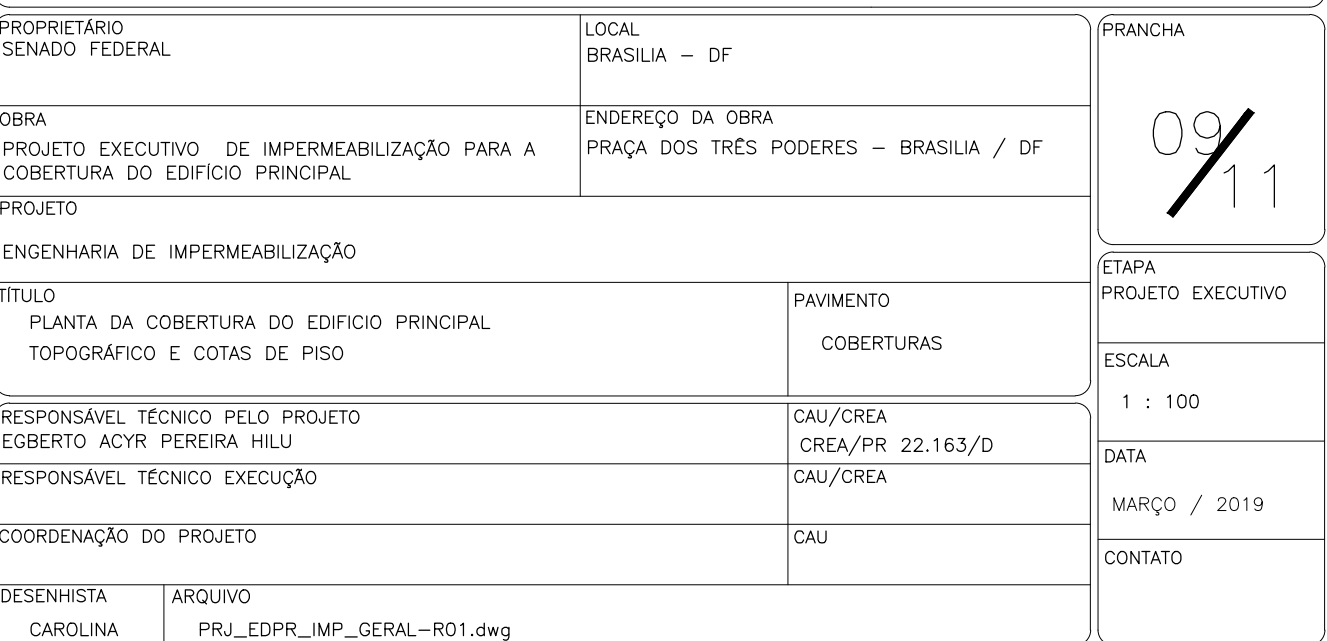 PROPRIETÁRIO
SENADO FEDERAL
LOCAL
BRASILIA – DF
OBRA
PROJETO EXECUTIVO DE IMPERMEABILIZAÇÃO PARA A
COBERTURA DO EDIFÍCIO PRINCIPAL
ENDEREÇO DA OBRA
PRAÇA DOS TRÊS PODERES – BRASILIA / DF
PROJETO
ENGENHARIA DE IMPERMEABILIZAÇÃO
TÍTULO
PLANTA DA COBERTURA DO EDIFICIO PRINCIPAL
TOPOGRÁFICO E COTAS DE PISO
PAVIMENTO
COBERTURAS
RESPONSÁVEL TÉCNICO PELO PROJETO
EGBERTO ACYR PEREIRA HILU
CAU/CREA
CREA/PR 22.163/D
RESPONSÁVEL TÉCNICO EXECUÇÃO
CAU/CREA
COORDENAÇÃO DO PROJETO
CAU
DESENHISTA
CAROLINA
ARQUIVO
PRJ_EDPR_IMP_GERAL-R01.dwg
PRANCHA
09/11
ETAPA
PROJETO EXECUTIVO
ESCALA
1 : 100
DATA
MARÇO / 2019
CONTATO